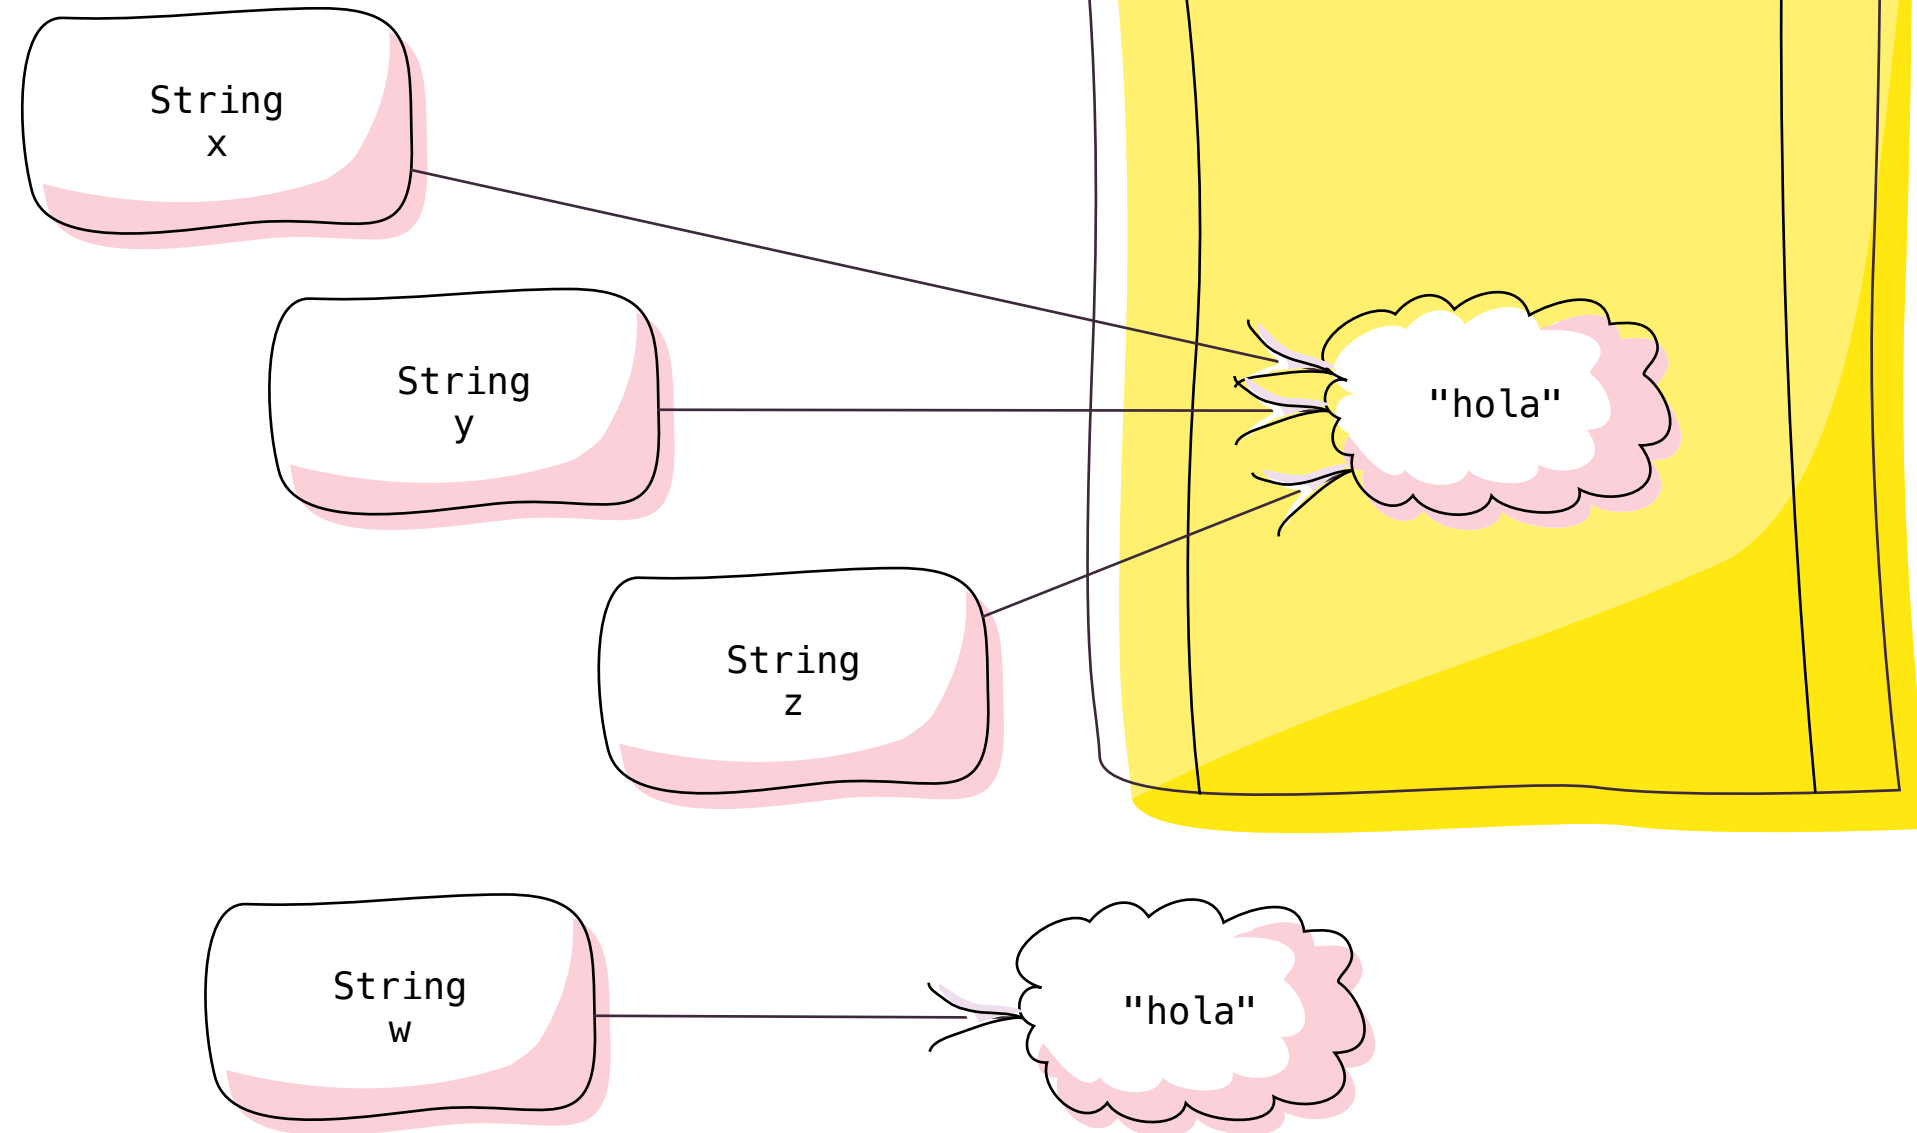 String
x
String
y
"hola"
String
z
String
w
"hola"